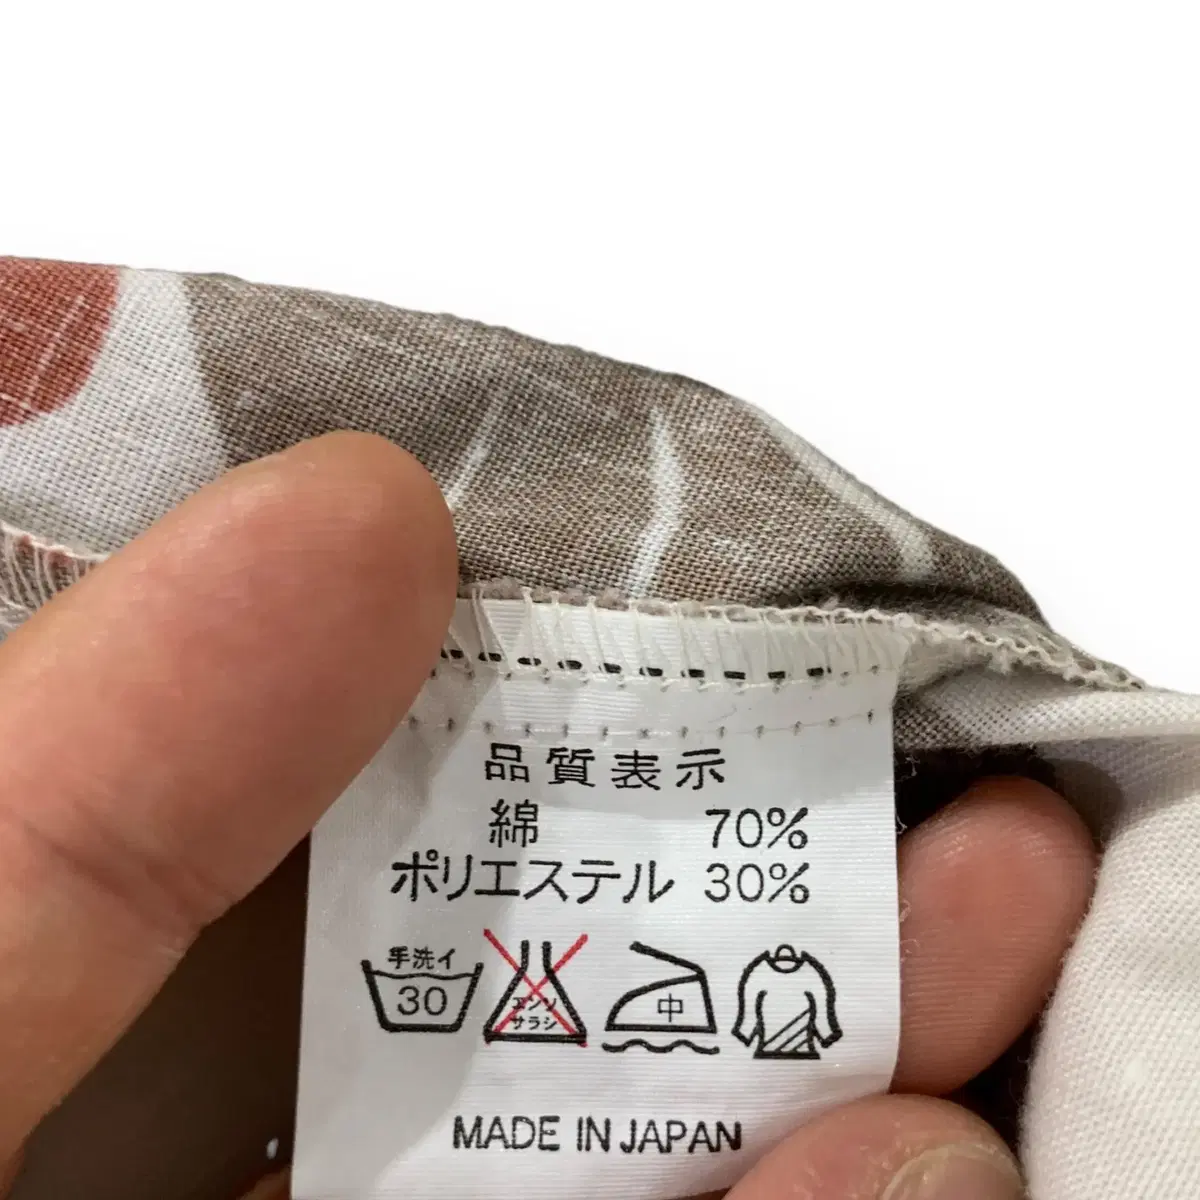 品質表示
綿 70%
ポリエステル 30%
手洗イ
30
エンソ
サラシ
中
MADE IN JAPAN